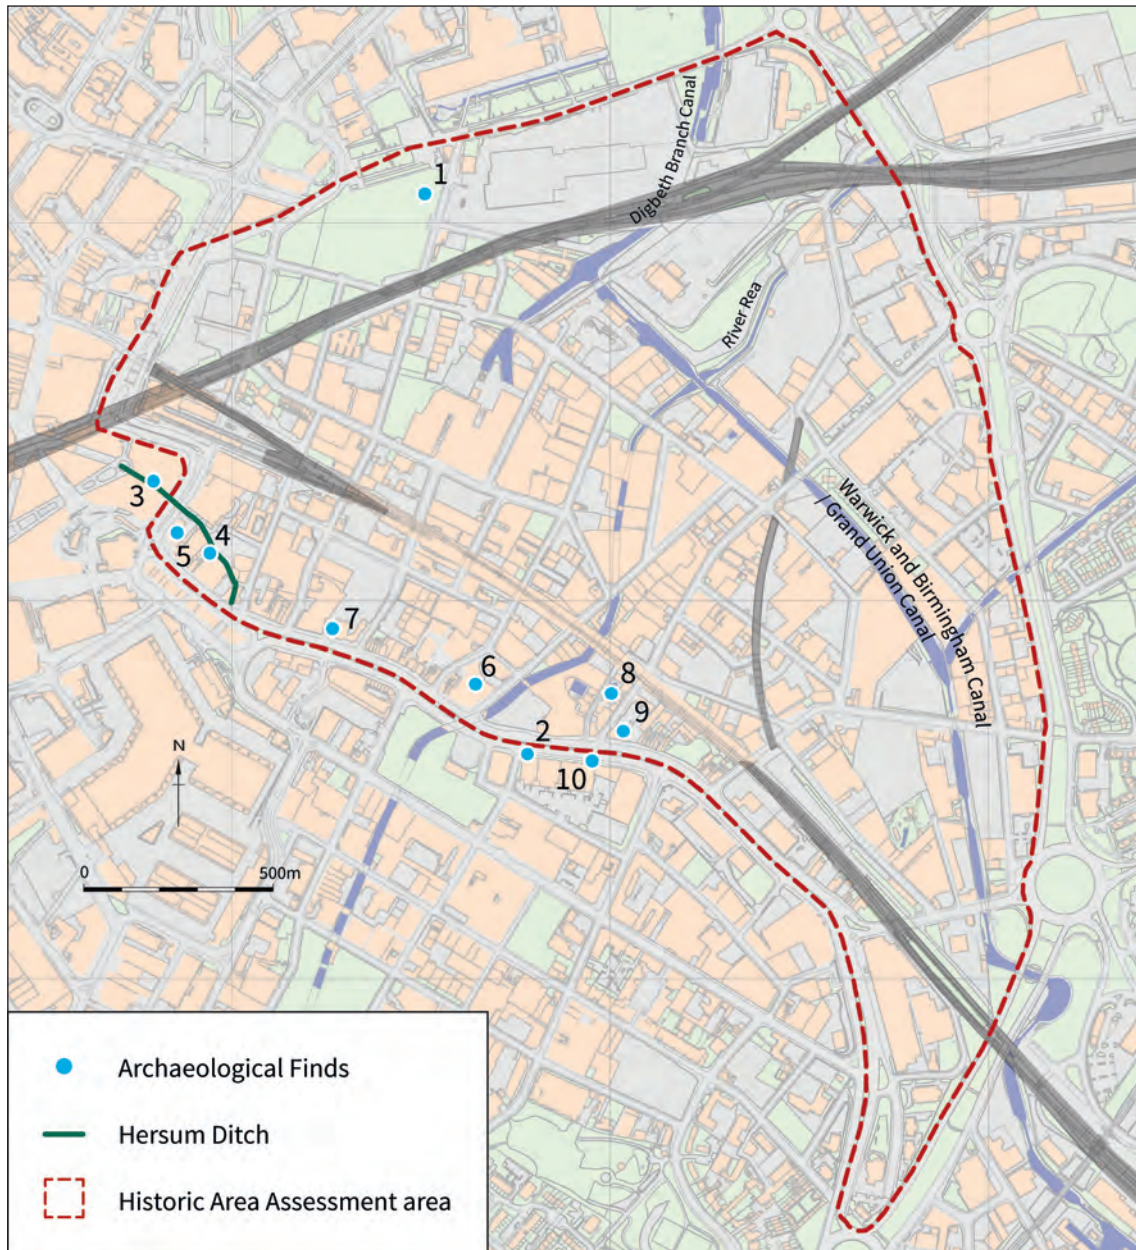 1
Digbeth Branch Canal
River Rea
3
4
5
Warwick and Birmingham Canal
/ Grand Union Canal
7
6
8
9
2
10
N
0 500m
Archaeological Finds
Hersum Ditch
Historic Area Assessment area